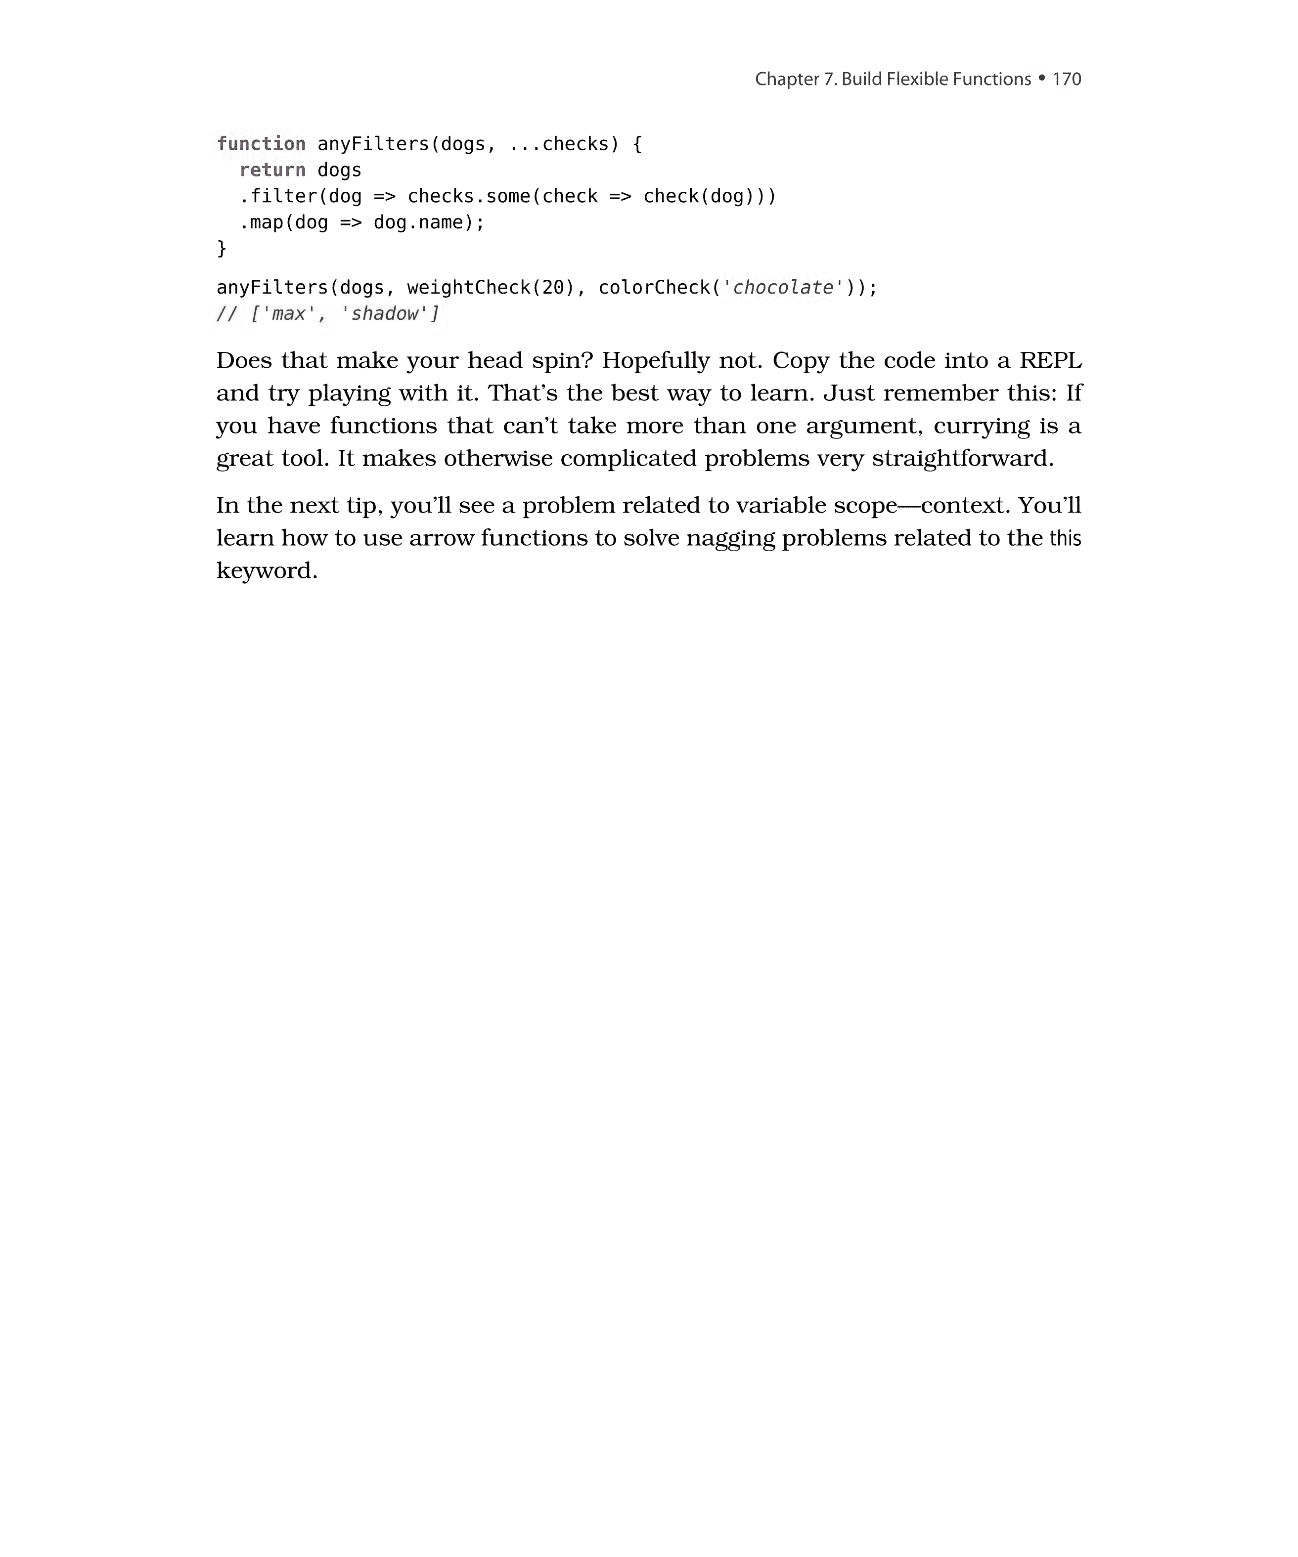 Chapter 7. Build Flexible Functions • 170
function anyFilters(dogs, ...checks) {
  return dogs
  .filter(dog => checks.some(check => check(dog)))
  .map(dog => dog.name);
}
anyFilters(dogs, weightCheck(20), colorCheck('chocolate'));
// ['max', 'shadow']
Does that make your head spin? Hopefully not. Copy the code into a REPL
and try playing with it. That’s the best way to learn. Just remember this: If
you have functions that can’t take more than one argument, currying is a
great tool. It makes otherwise complicated problems very straightforward.
In the next tip, you’ll see a problem related to variable scope—context. You’ll
learn how to use arrow functions to solve nagging problems related to the this
keyword.